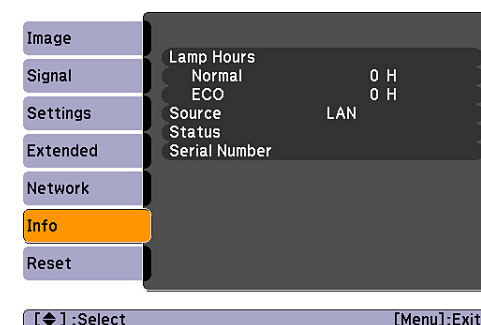 Image
Signal
Settings
Extended
Network
Info
Reset
Lamp Hours
Normal 0 H
ECO 0 H
Source LAN
Status
Serial Number
[◆] :Select [Menu]:Exit